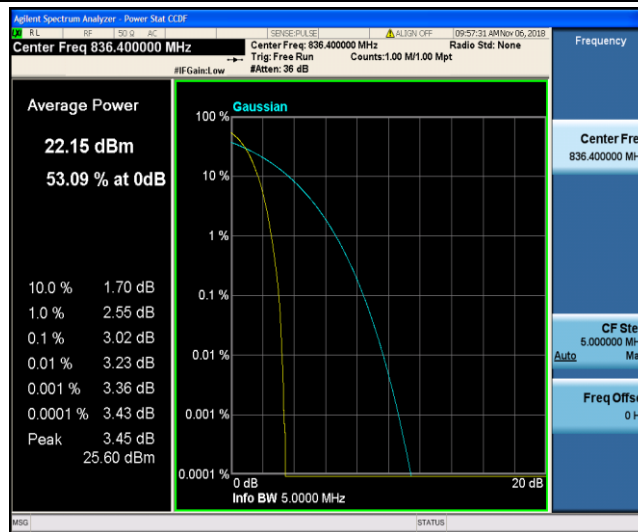 Agilent Spectrum Analyzer - Power Stat CCDF
RL RF 50 Ω AC SENSE:PULSE ALIGN OFF 09:57:31 AM Nov 06, 2018
Center Freq 836.400000 MHz
Center Freq: 836.400000 MHz Radio Std: None
Trig: Free Run Counts:1.00 M/1.00 Mpt
#IFGain:Low #Atten: 36 dB
Frequency
Average Power
22.15 dBm
53.09 % at 0dB
10.0 % 1.70 dB
1.0 % 2.55 dB
0.1 % 3.02 dB
0.01 % 3.23 dB
0.001 % 3.36 dB
0.0001 % 3.43 dB
Peak 3.45 dB
25.60 dBm
Gaussian
100 %
10 %
1 %
0.1 %
0.01 %
0.001 %
0.0001 %
0 dB 20 dB
Info BW 5.0000 MHz
Center Fre
836.400000 MH
CF Ste
5.000000 MH
Auto Ma
Freq Offs
0 H
MSG STATUS